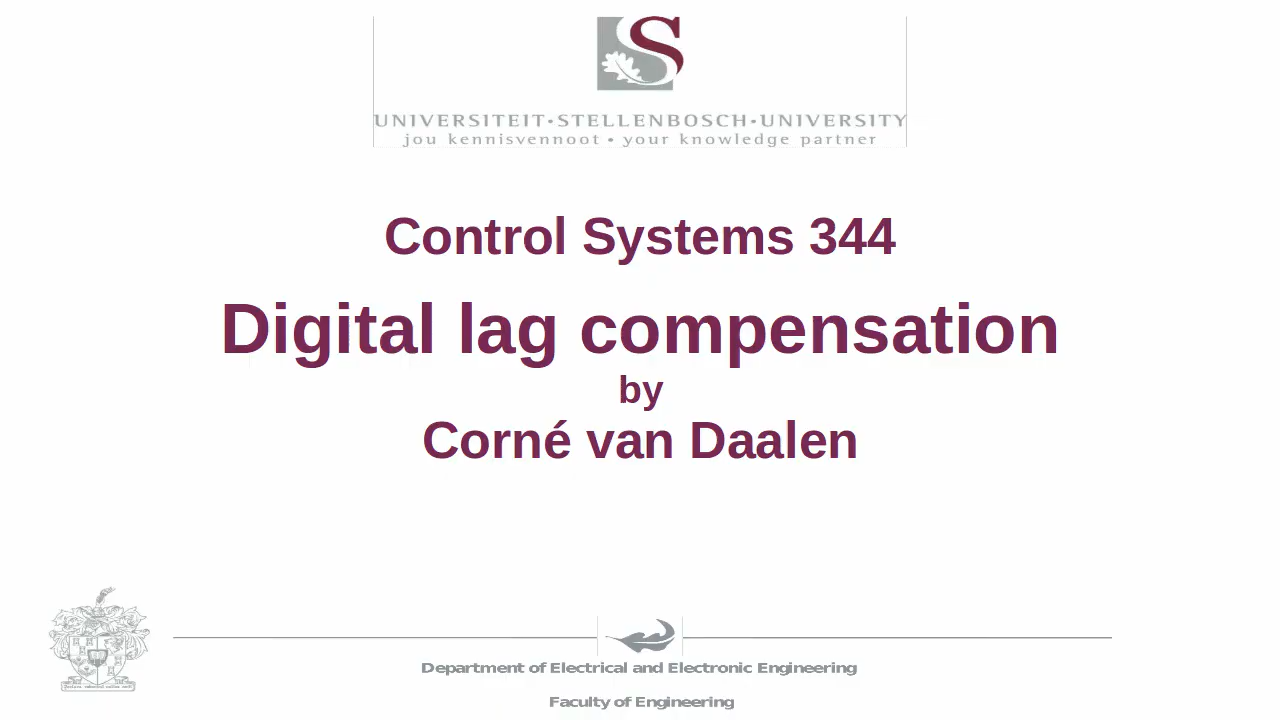 UNIVERSITEIT•STELLENBOSCH•UNIVERSITY
jou kennisvennoot • your knowledge partner
Control Systems 344
Digital lag compensation
by
Corné van Daalen
Department of Electrical and Electronic Engineering
Faculty of Engineering